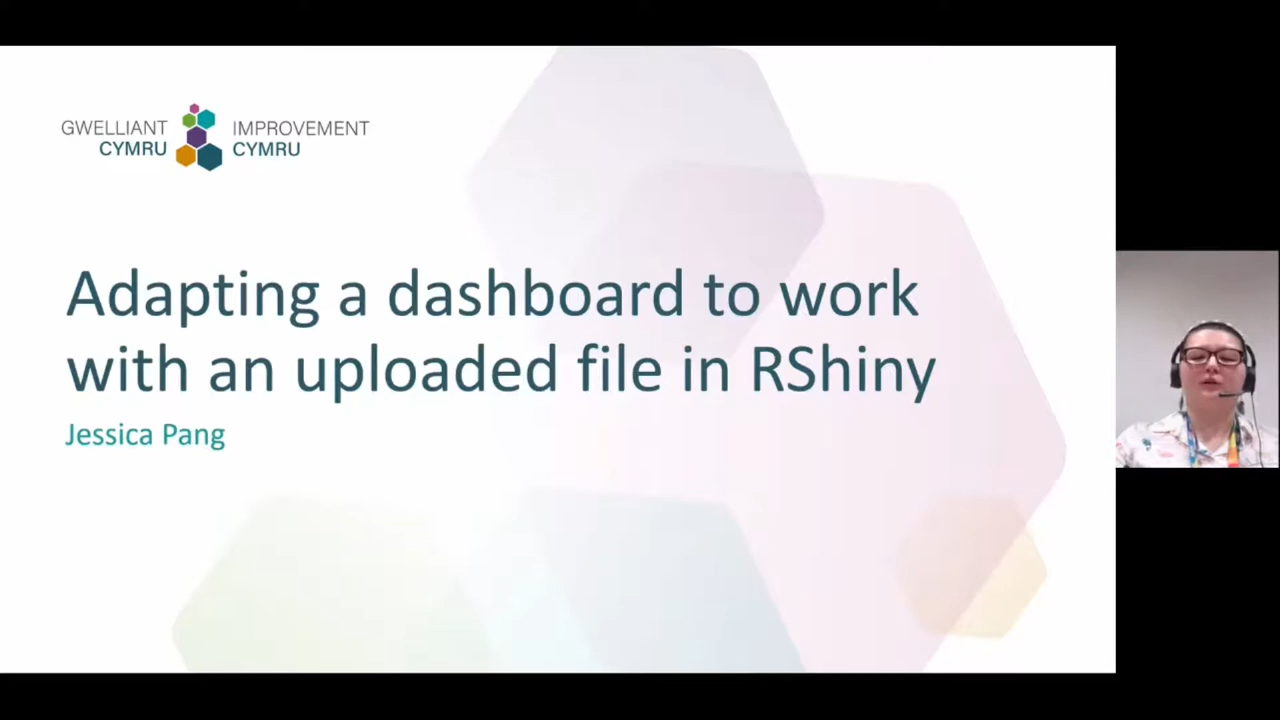 GWELLIANT
CYMRU
IMPROVEMENT
CYMRU
Adapting a dashboard to work
with an uploaded file in RShiny
Jessica Pang